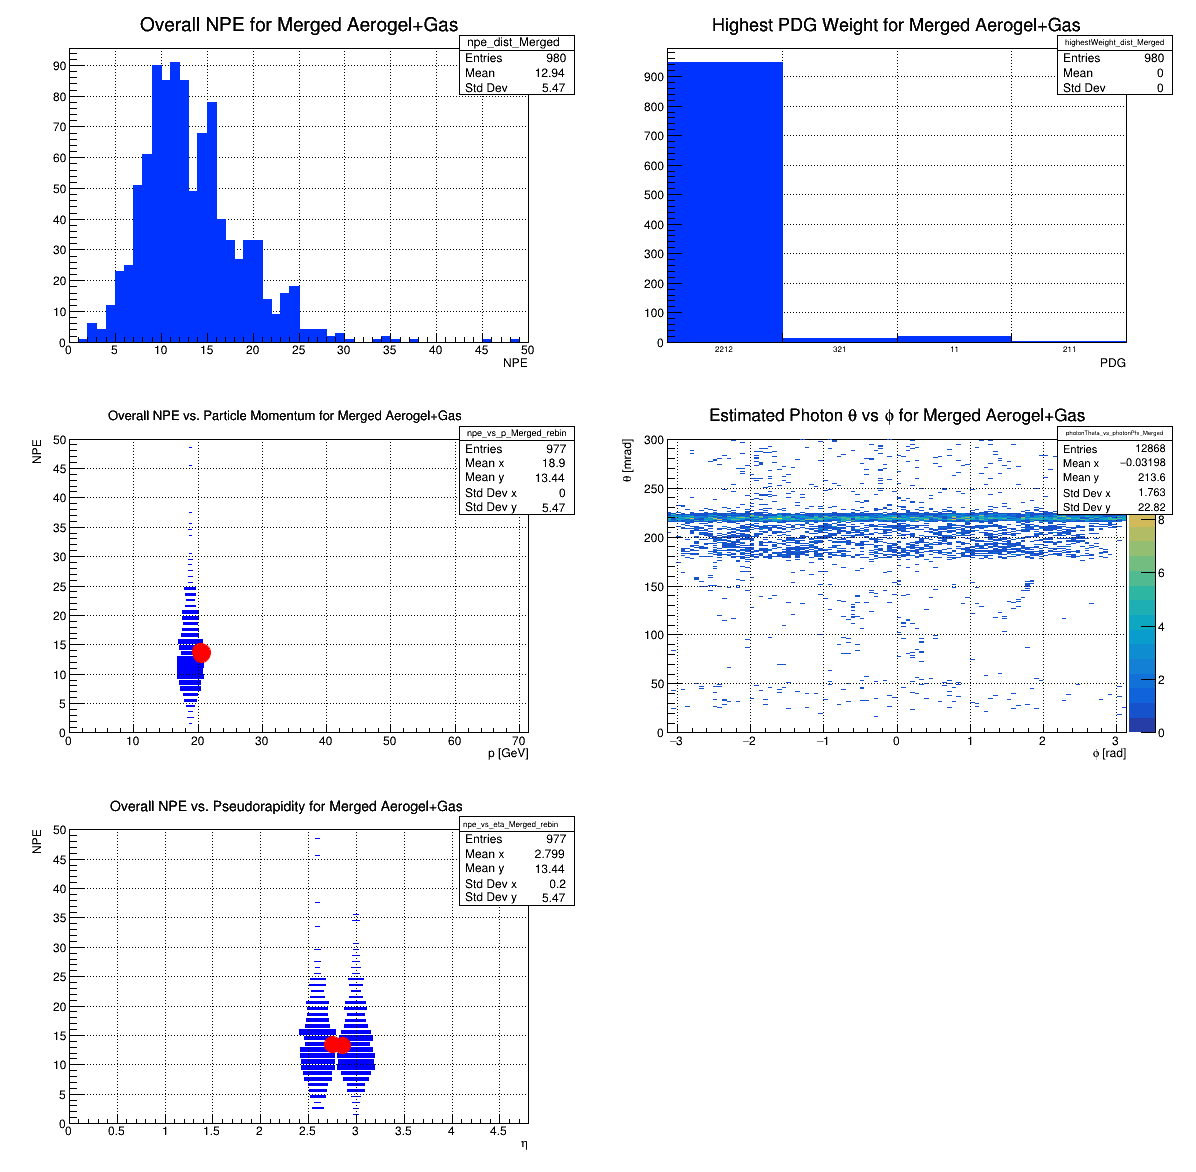 Overall NPE for Merged Aerogel+Gas
npe_dist_Merged
Entries 980
Mean 12.94
Std Dev 5.47
90
80
70
60
50
40
30
20
10
0
0 5 10 15 20 25 30 35 40 45 50
NPE
Highest PDG Weight for Merged Aerogel+Gas
highestWeight_dist_Merged
Entries 980
Mean 0
Std Dev 0
900
800
700
600
500
400
300
200
100
0
2212 321 11 211
PDG
Overall NPE vs. Particle Momentum for Merged Aerogel+Gas
npe_vs_p_Merged_rebin
Entries 977
Mean x 18.9
Mean y 13.44
Std Dev x 0
Std Dev y 5.47
NPE
50
45
40
35
30
25
20
15
10
5
0
0 10 20 30 40 50 60 70
p [GeV]
Estimated Photon θ vs ϕ for Merged Aerogel+Gas
photonTheta_vs_photonPhi_Merged
Entries 12868
Mean x −0.03198
Mean y 213.6
Std Dev x 1.763
Std Dev y 22.82
θ [mrad]
300
250
200
150
100
50
0
−3 −2 −1 0 1 2 3
ϕ [rad]
8
6
4
2
0
Overall NPE vs. Pseudorapidity for Merged Aerogel+Gas
npe_vs_eta_Merged_rebin
Entries 977
Mean x 2.799
Mean y 13.44
Std Dev x 0.2
Std Dev y 5.47
NPE
50
45
40
35
30
25
20
15
10
5
0
0 0.5 1 1.5 2 2.5 3 3.5 4 4.5
η